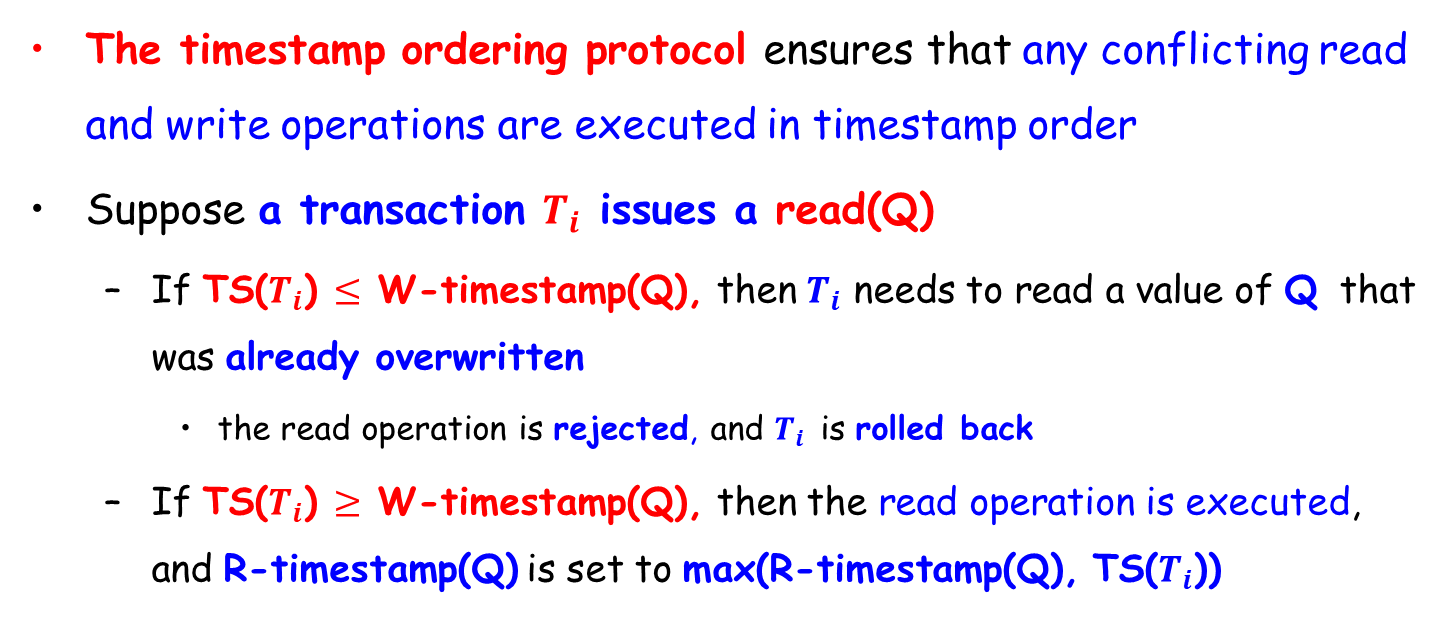 • The timestamp ordering protocol ensures that any conflicting read
and write operations are executed in timestamp order
• Suppose a transaction Tᵢ issues a read(Q)
– If TS(Tᵢ) ≤ W-timestamp(Q), then Tᵢ needs to read a value of Q that
was already overwritten
• the read operation is rejected, and Tᵢ is rolled back
– If TS(Tᵢ) ≥ W-timestamp(Q), then the read operation is executed,
and R-timestamp(Q) is set to max(R-timestamp(Q), TS(Tᵢ))